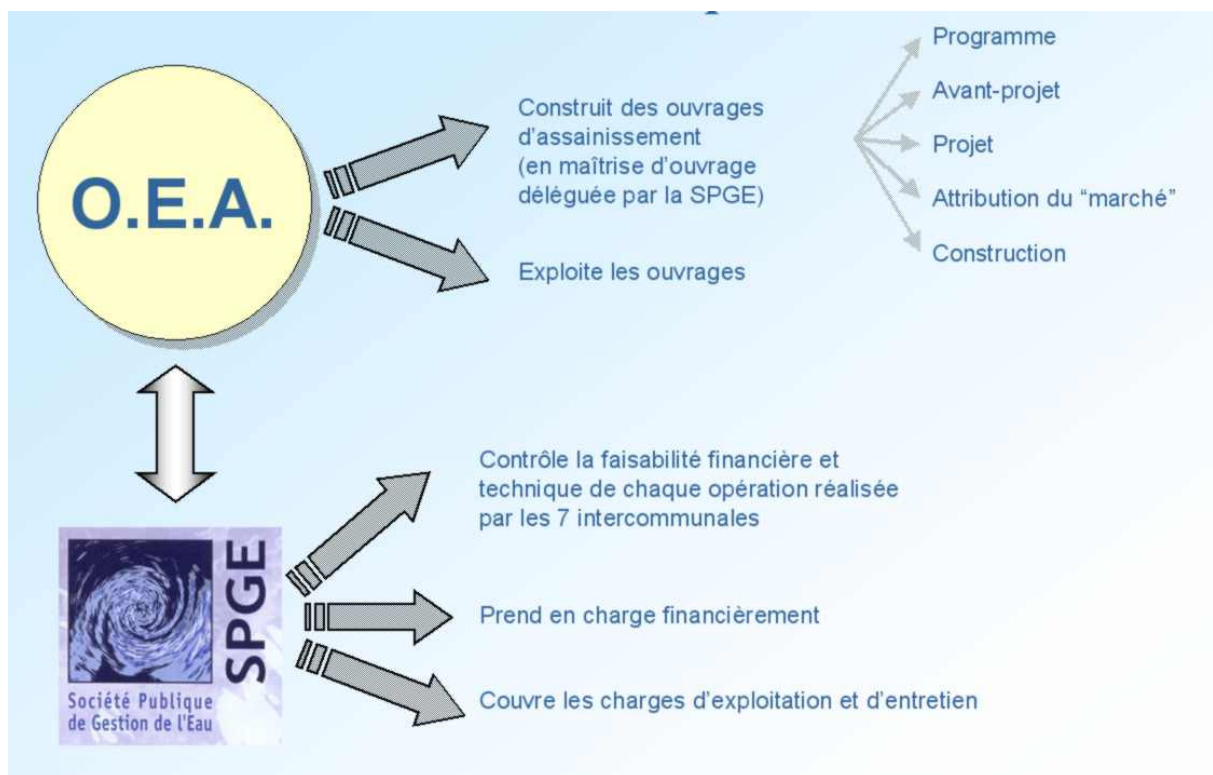 O.E.A.
Construit des ouvrages
d'assainissement
(en maîtrise d'ouvrage
déléguée par la SPGE)
Exploite les ouvrages
Programme
Avant-projet
Projet
Attribution du “marché”
Construction
SPGE
Société Publique
de Gestion de l'Eau
Contrôle la faisabilité financière et
technique de chaque opération réalisée
par les 7 intercommunales
Prend en charge financièrement
Couvre les charges d'exploitation et d'entretien